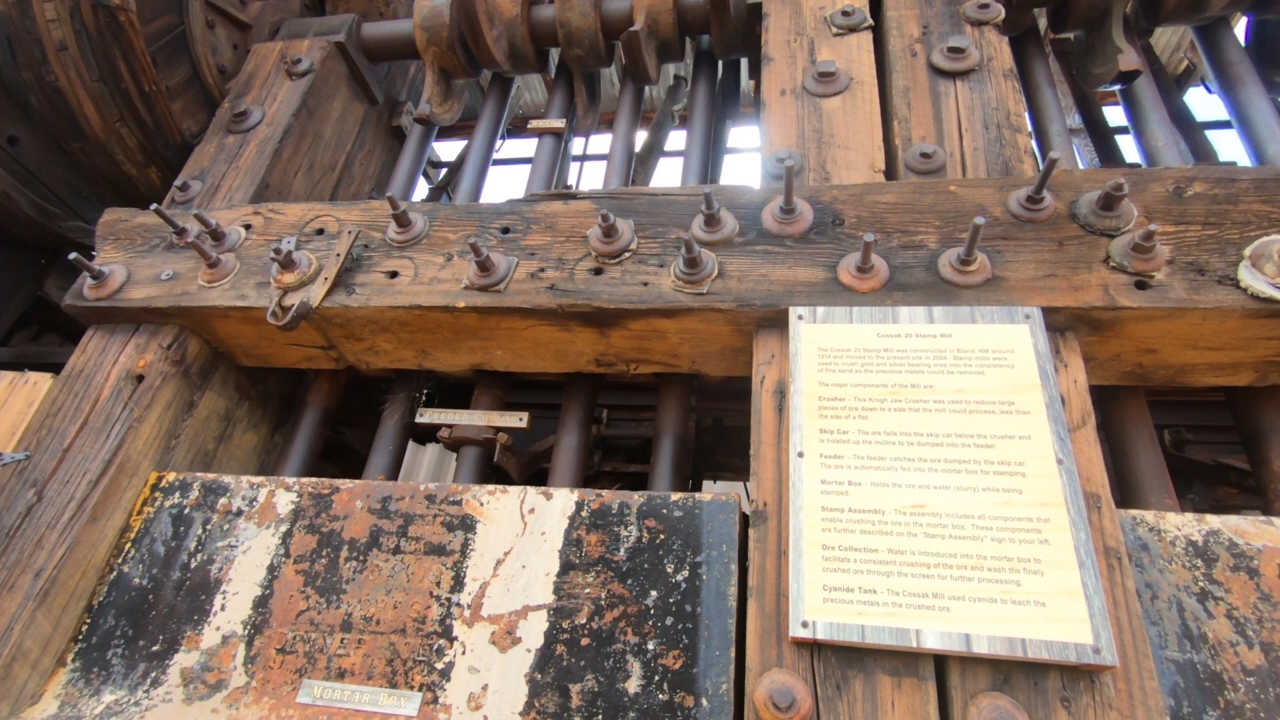 FEEDER
Cossak 20 Stamp Mill
The Cossak 20 Stamp Mill was constructed in Bland, NM around
1914 and moved to the present site in 2004. Stamp mills were
used to crush gold and silver bearing ores into the consistency
of fine sand so the precious metals could be removed.
The major components of the Mill are:
Crusher – This Krogh Jaw Crusher was used to reduce large
pieces of ore down to a size that the mill could process, less than
the size of a fist.
Skip Car – The ore falls into the skip car below the crusher and
is hoisted up the incline to be dumped into the feeder.
Feeder – The feeder catches the ore dumped by the skip car.
The ore is automatically fed into the mortar box for stamping.
Mortar Box – Holds the ore and water (slurry) while being
stamped.
Stamp Assembly – The assembly includes all components that
enable crushing the ore in the mortar box. These components
are further described on the "Stamp Assembly" sign to your left.
Ore Collection – Water is introduced into the mortar box to
facilitate a consistent crushing of the ore and wash the finely
crushed ore through the screen for further processing.
Cyanide Tank – The Cossak Mill used cyanide to leach the
precious metals in the crushed ore.
MORTAR BOX